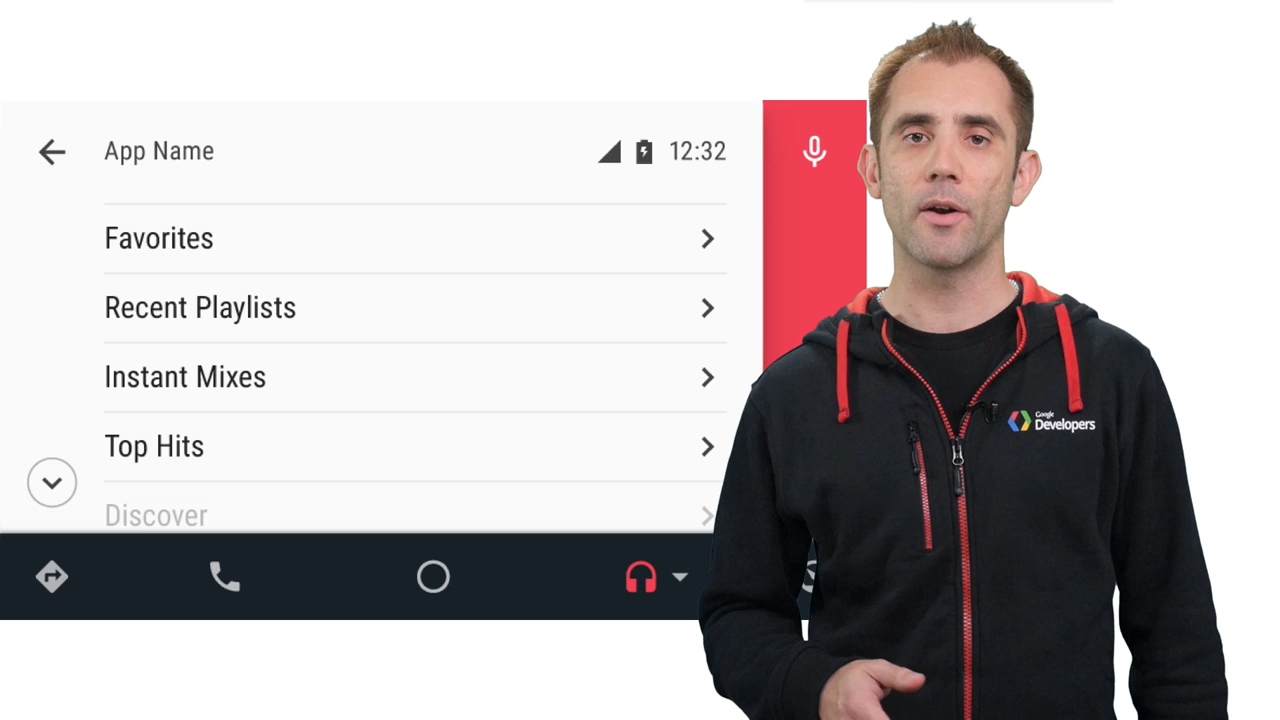 App Name
12:32
Favorites
Recent Playlists
Instant Mixes
Top Hits
Discover
Google
Developers